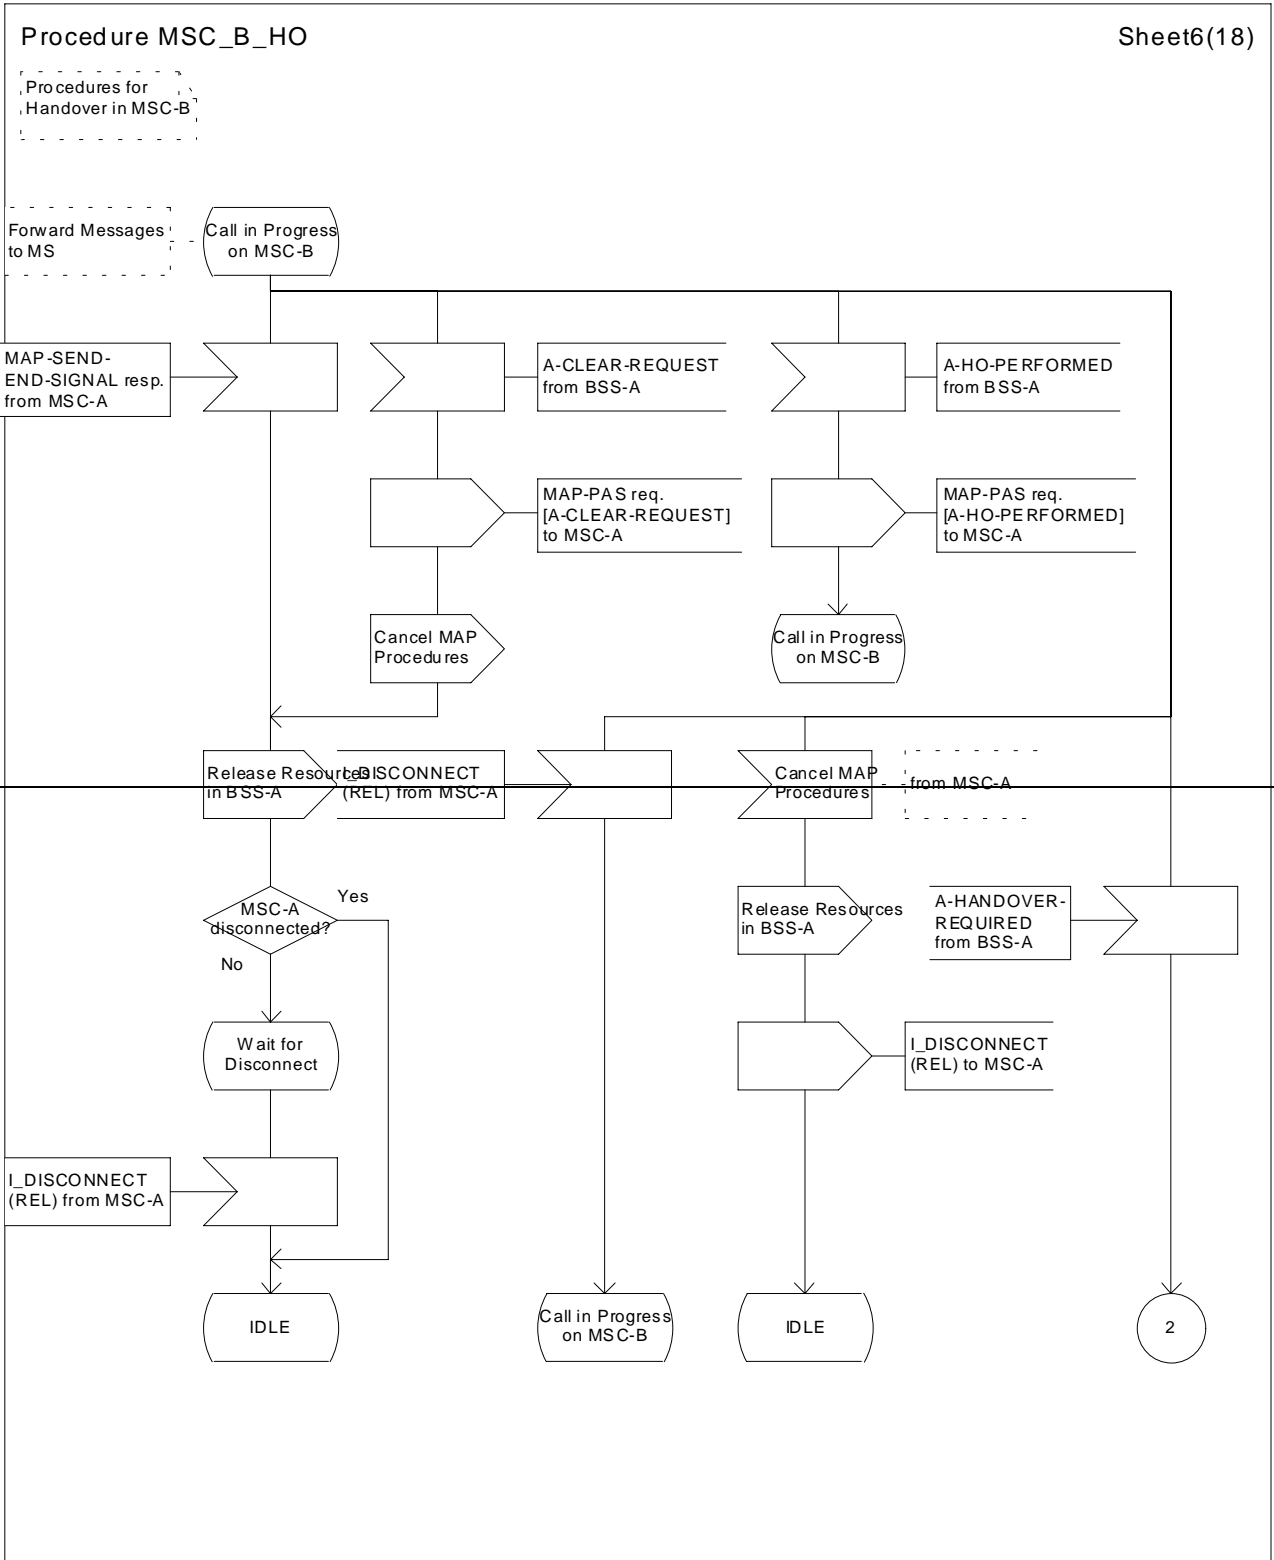 Procedure MSC_B_HO
Sheet6(18)
Procedures for
Handover in MSC-B
Forward Messages
to MS
Call in Progress
on MSC-B
MAP-SEND-
END-SIGNAL resp.
from MSC-A
A-CLEAR-REQUEST
from BSS-A
A-HO-PERFORMED
from BSS-A
MAP-PAS req.
[A-CLEAR-REQUEST]
to MSC-A
MAP-PAS req.
[A-HO-PERFORMED]
to MSC-A
Cancel MAP
Procedures
Call in Progress
on MSC-B
Release Resources
in BSS-A
I_DISCONNECT
(REL) from MSC-A
Cancel MAP
Procedures
from MSC-A
MSC-A
disconnected?
Yes
No
Release Resources
in BSS-A
A-HANDOVER-
REQUIRED
from BSS-A
Wait for
Disconnect
I_DISCONNECT
(REL) to MSC-A
I_DISCONNECT
(REL) from MSC-A
IDLE
Call in Progress
on MSC-B
IDLE
2